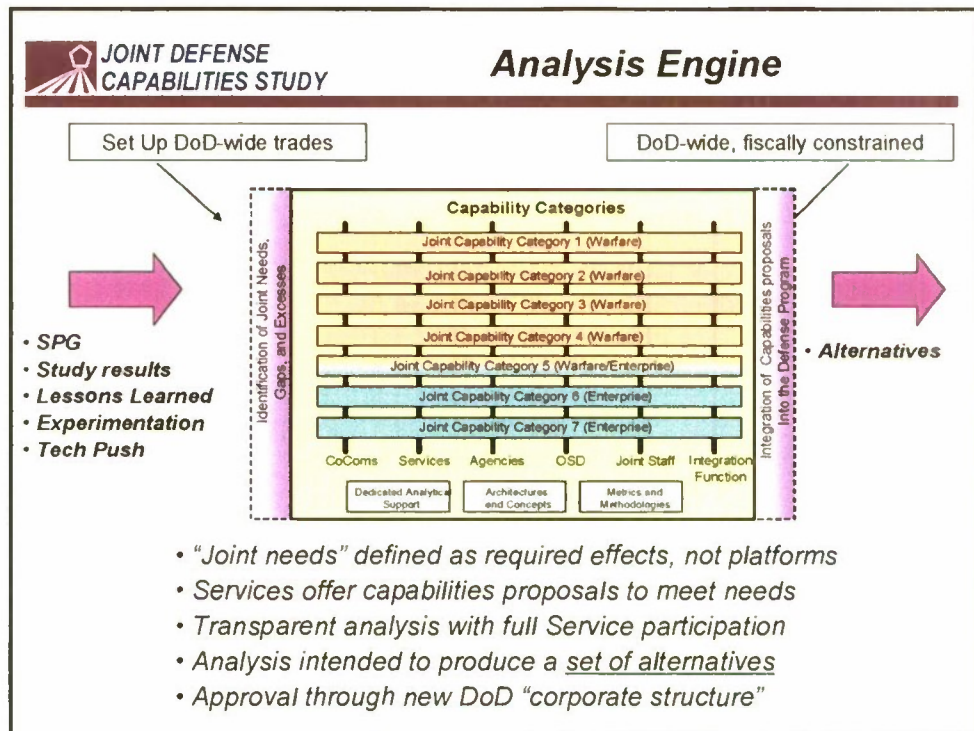 JOINT DEFENSE
CAPABILITIES STUDY
Analysis Engine
Set Up DoD-wide trades
DoD-wide, fiscally constrained
Identification of Joint Needs,
Gaps, and Excesses
Capability Categories
Joint Capability Category 1 (Warfare)
Joint Capability Category 2 (Warfare)
Joint Capability Category 3 (Warfare)
Joint Capability Category 4 (Warfare)
Joint Capability Category 5 (Warfare/Enterprise)
Joint Capability Category 6 (Enterprise)
Joint Capability Category 7 (Enterprise)
CoComs
Services
Agencies
OSD
Joint Staff
Integration
Function
Dedicated Analytical
Support
Architectures
and Concepts
Metrics and
Methodologies
Integration of Capabilities proposals
Into the Defense Program
• SPG
• Study results
• Lessons Learned
• Experimentation
• Tech Push
• Alternatives
• "Joint needs" defined as required effects, not platforms
• Services offer capabilities proposals to meet needs
• Transparent analysis with full Service participation
• Analysis intended to produce a set of alternatives
• Approval through new DoD "corporate structure"